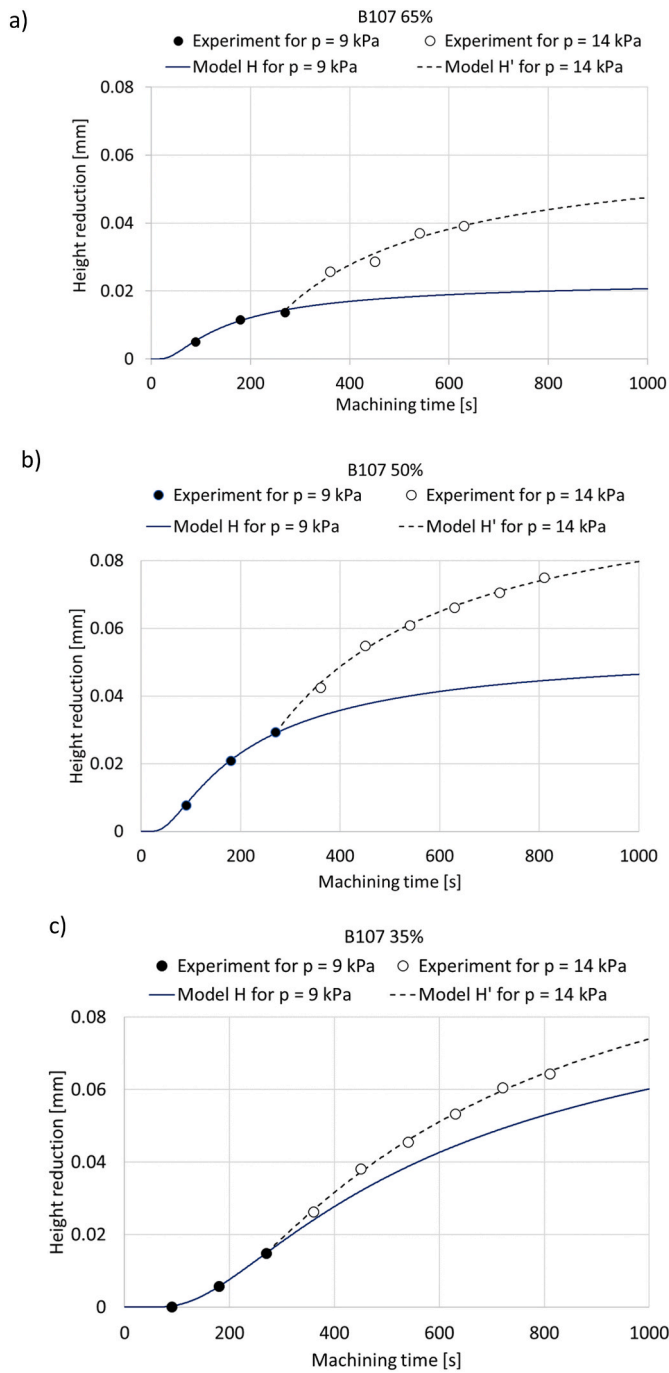 a)
B107 65%
Experiment for p = 9 kPa
Experiment for p = 14 kPa
Model H for p = 9 kPa
Model H' for p = 14 kPa
Height reduction [mm]
0.08
0.06
0.04
0.02
0
0 200 400 600 800 1000
Machining time [s]
b)
B107 50%
Experiment for p = 9 kPa
Experiment for p = 14 kPa
Model H for p = 9 kPa
Model H' for p = 14 kPa
Height reduction [mm]
0.08
0.06
0.04
0.02
0
0 200 400 600 800 1000
Machining time [s]
c)
B107 35%
Experiment for p = 9 kPa
Experiment for p = 14 kPa
Model H for p = 9 kPa
Model H' for p = 14 kPa
Height reduction [mm]
0.08
0.06
0.04
0.02
0
0 200 400 600 800 1000
Machining time [s]